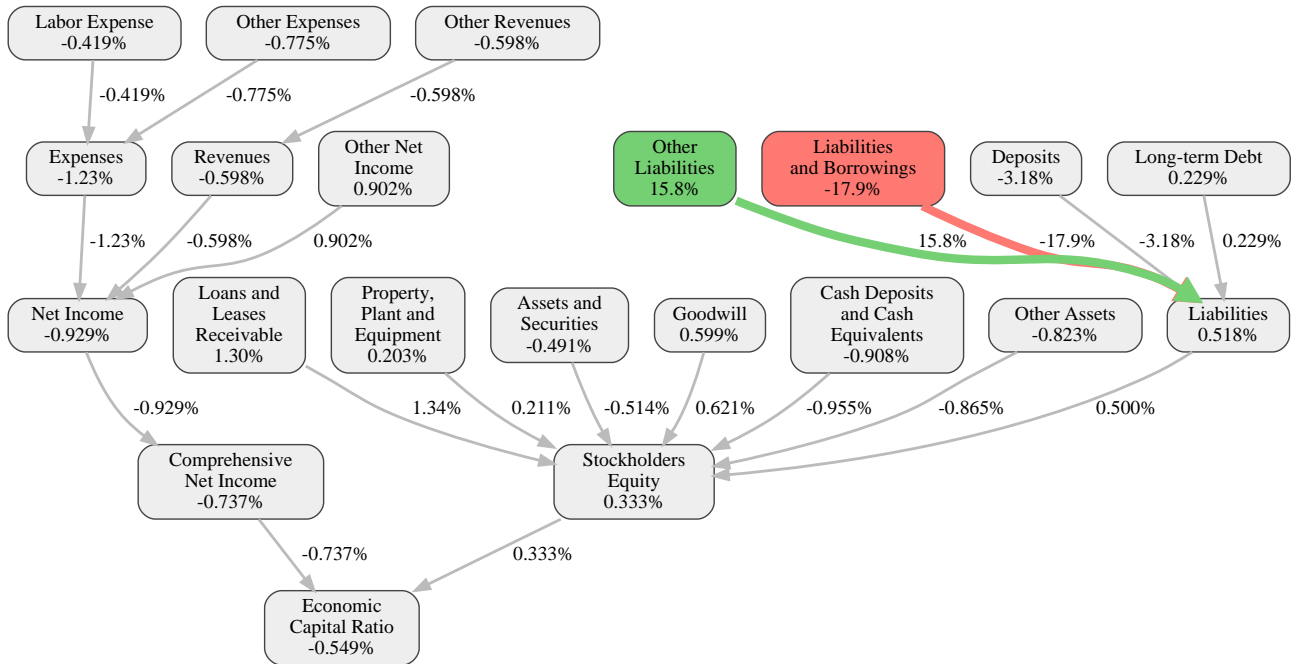 Labor Expense
-0.419%
Other Expenses
-0.775%
Other Revenues
-0.598%
-0.419%
-0.775%
-0.598%
Expenses
-1.23%
Revenues
-0.598%
Other Net
Income
0.902%
Other
Liabilities
15.8%
Liabilities
and Borrowings
-17.9%
Deposits
-3.18%
Long-term Debt
0.229%
-1.23%
-0.598%
0.902%
15.8%
-17.9%
-3.18%
0.229%
Net Income
-0.929%
Loans and
Leases
Receivable
1.30%
Property,
Plant and
Equipment
0.203%
Assets and
Securities
-0.491%
Goodwill
0.599%
Cash Deposits
and Cash
Equivalents
-0.908%
Other Assets
-0.823%
Liabilities
0.518%
-0.929%
1.34%
0.211%
-0.514%
0.621%
-0.955%
-0.865%
0.500%
Comprehensive
Net Income
-0.737%
Stockholders
Equity
0.333%
-0.737%
0.333%
Economic
Capital Ratio
-0.549%